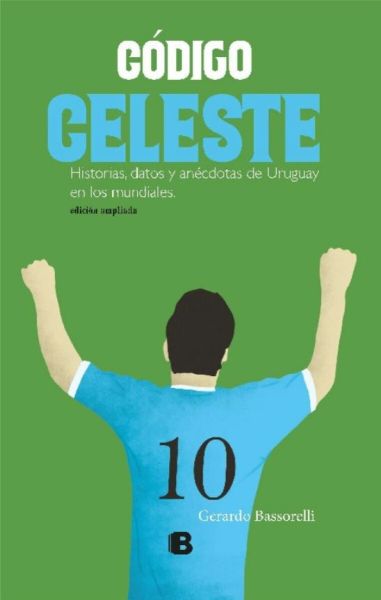 CÓDIGO
CELESTE
Historias, datos y anécdotas de Uruguay
en los mundiales.
edición ampliada
10
Gerardo Bassorelli
B